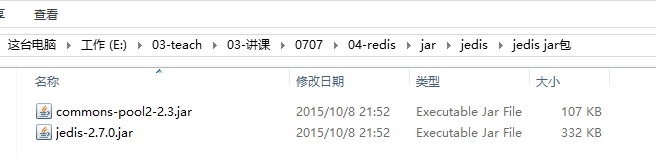 查看
这台电脑 工作 (E:) 03-teach 03-讲课 0707 04-redis jar jedis jedis jar包
名称 修改日期 类型 大小
commons-pool2-2.3.jar 2015/10/8 21:52 Executable Jar File 107 KB
jedis-2.7.0.jar 2015/10/8 21:52 Executable Jar File 332 KB